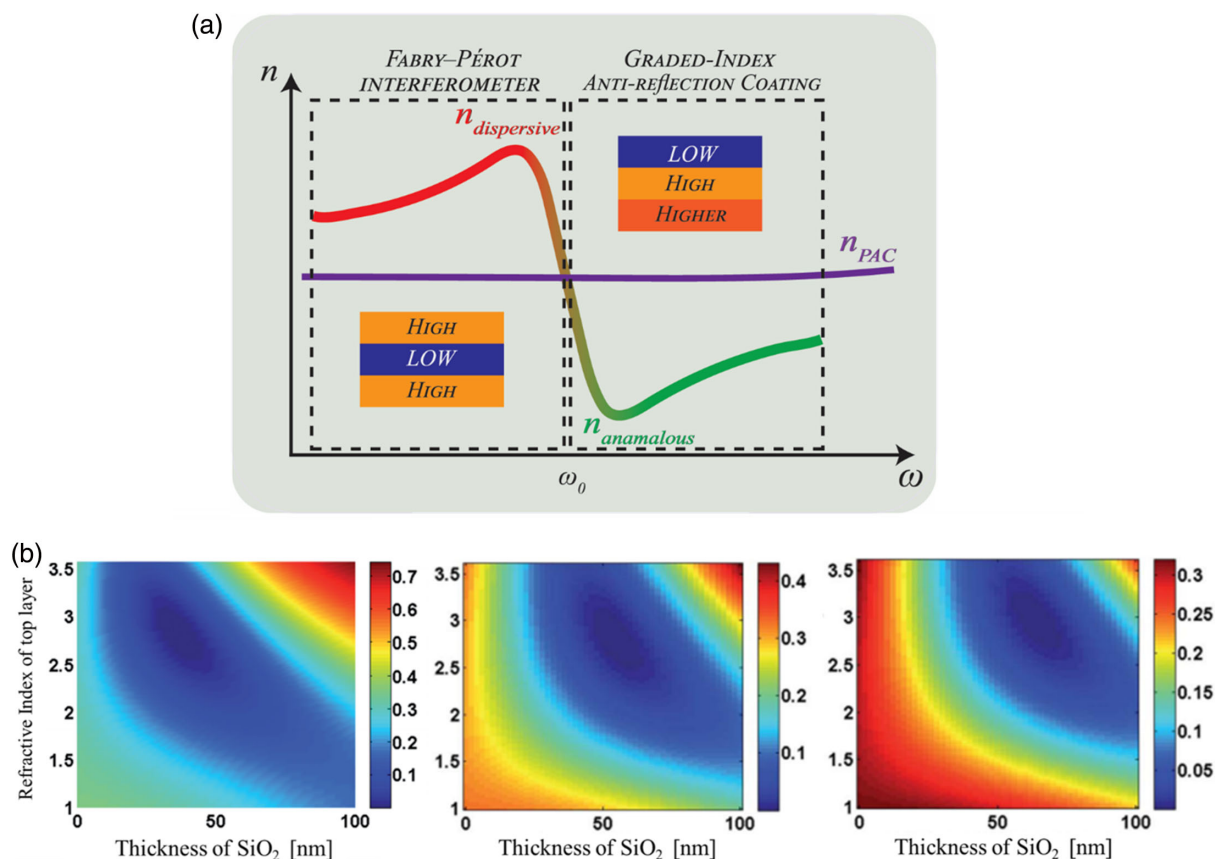 (a)
FABRY–PÉROT
INTERFEROMETER
GRADED-INDEX
ANTI-REFLECTION COATING
n
n dispersive
LOW
HIGH
HIGHER
n PAC
HIGH
LOW
HIGH
n anamalous
ω0
ω
(b)
Refractive Index of top layer
3.5
3
2.5
2
1.5
1
0
50
100
Thickness of SiO2 [nm]
0.7
0.6
0.5
0.4
0.3
0.2
0.1
3.5
3
2.5
2
1.5
1
0
50
100
Thickness of SiO2 [nm]
0.4
0.3
0.2
0.1
3.5
3
2.5
2
1.5
1
0
50
100
Thickness of SiO2 [nm]
0.3
0.25
0.2
0.15
0.1
0.05